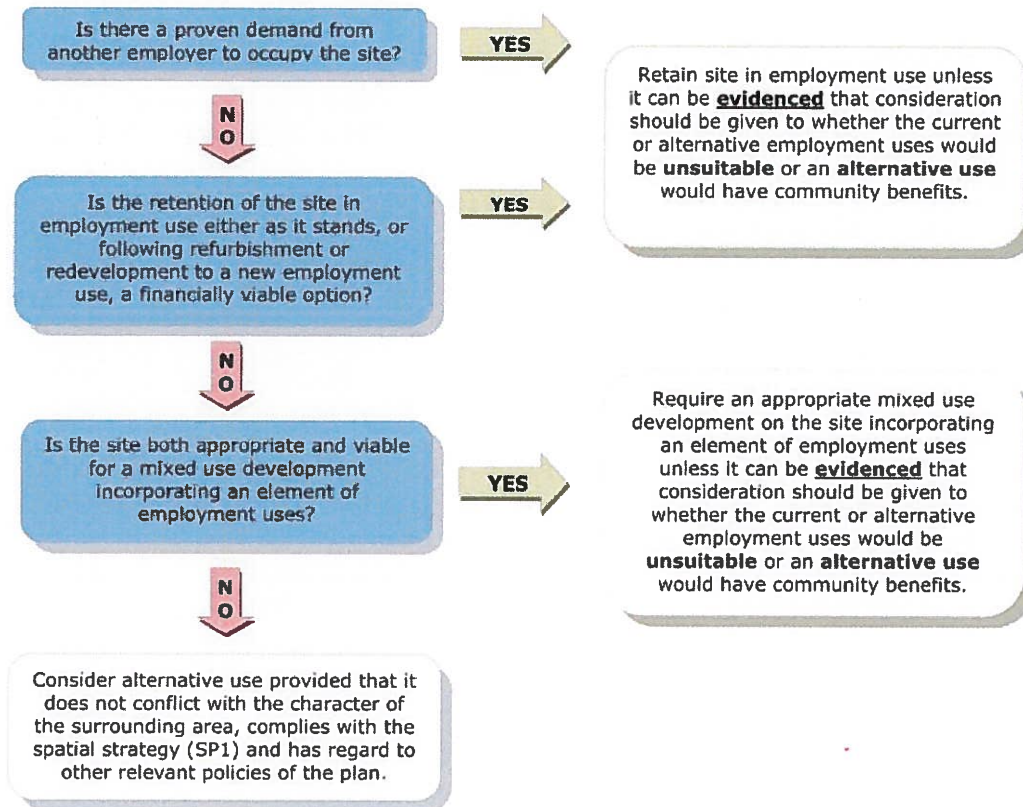 Is there a proven demand from
another employer to occupy the site?
YES
Retain site in employment use unless
it can be evidenced that consideration
should be given to whether the current
or alternative employment uses would
be unsuitable or an alternative use
would have community benefits.
N
O
Is the retention of the site in
employment use either as it stands, or
following refurbishment or
redevelopment to a new employment
use, a financially viable option?
YES
N
O
Is the site both appropriate and viable
for a mixed use development
incorporating an element of
employment uses?
YES
Require an appropriate mixed use
development on the site incorporating
an element of employment uses
unless it can be evidenced that
consideration should be given to
whether the current or alternative
employment uses would be
unsuitable or an alternative use
would have community benefits.
N
O
Consider alternative use provided that it
does not conflict with the character of
the surrounding area, complies with the
spatial strategy (SP1) and has regard to
other relevant policies of the plan.